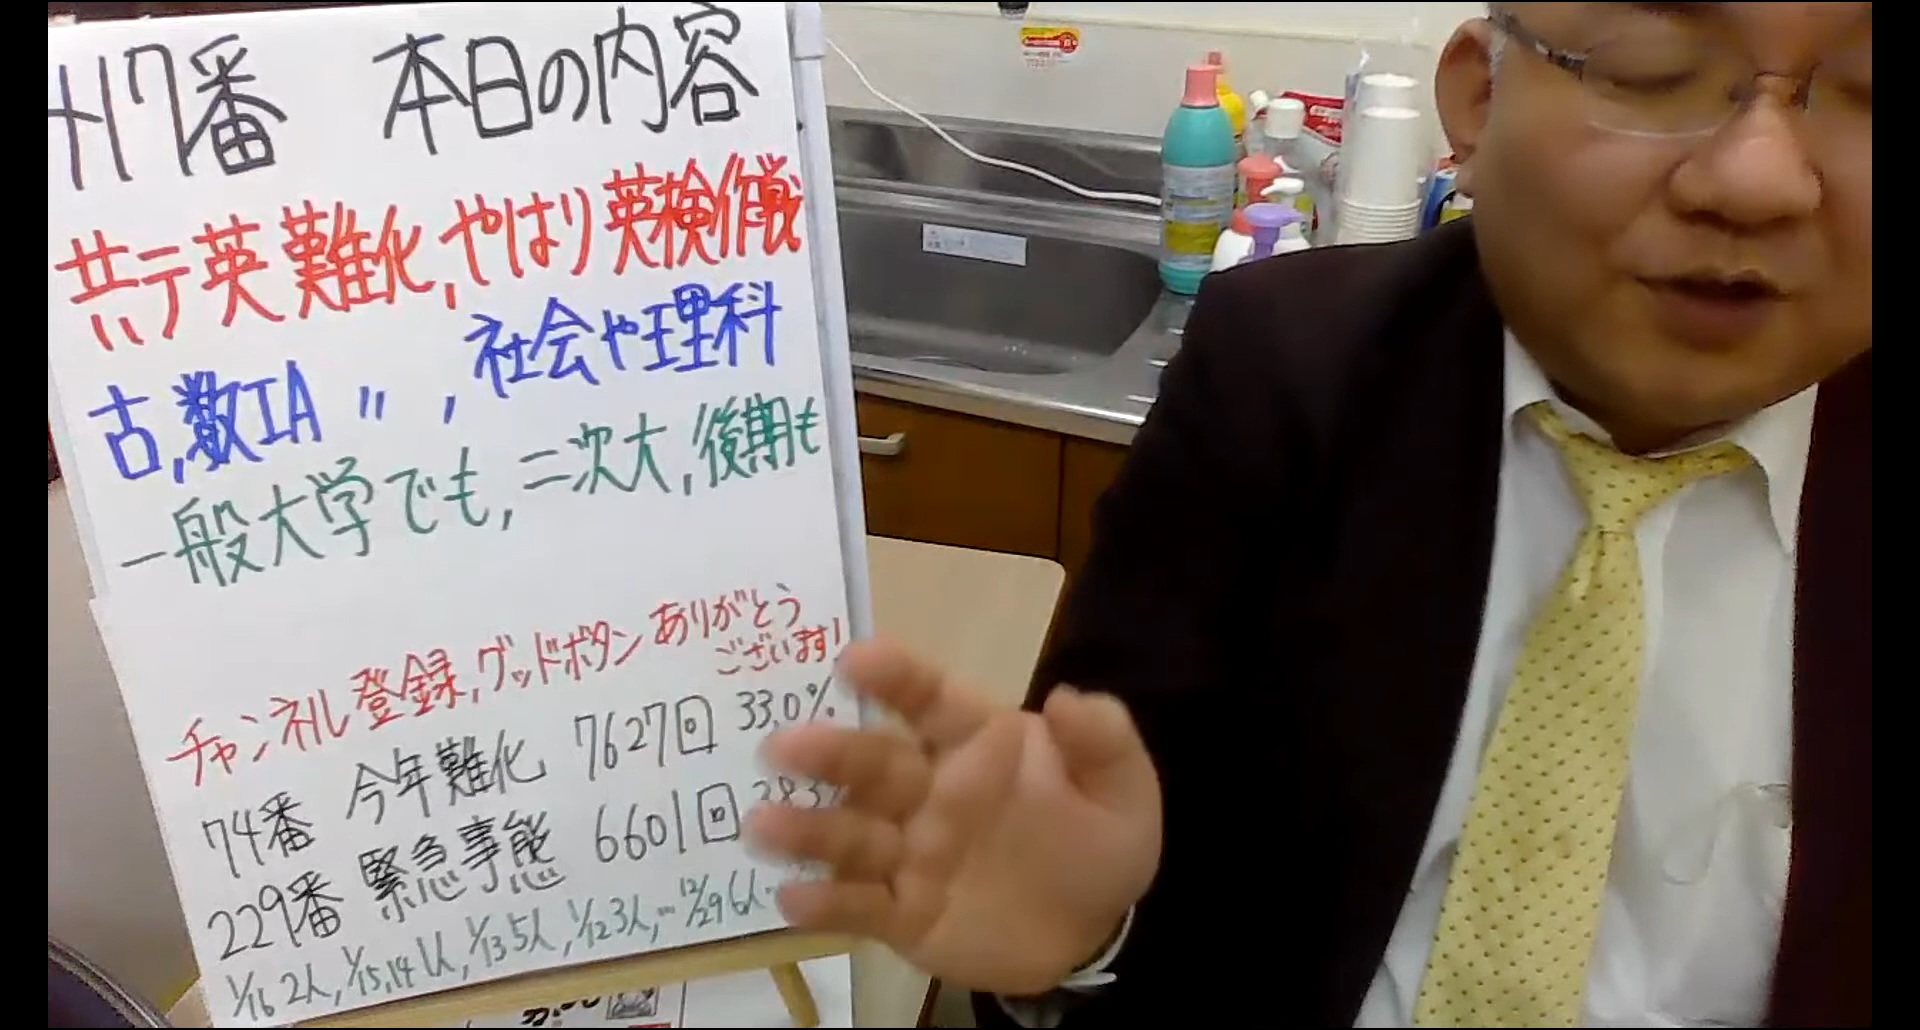 417番 本日の内容
共テ英難化,やはり英検作戦
古,数ⅠA 〃,社会や理科
一般大学でも,二次大,後期も
チャンネル登録,グッドボタンありがとう
ございます!
74番 今年難化 7627回 33.0%
229番 緊急事態 6601回
1/16 2人, 1/15,14 1人, 1/13 5人, 1/12 3人,… 12/29 6人